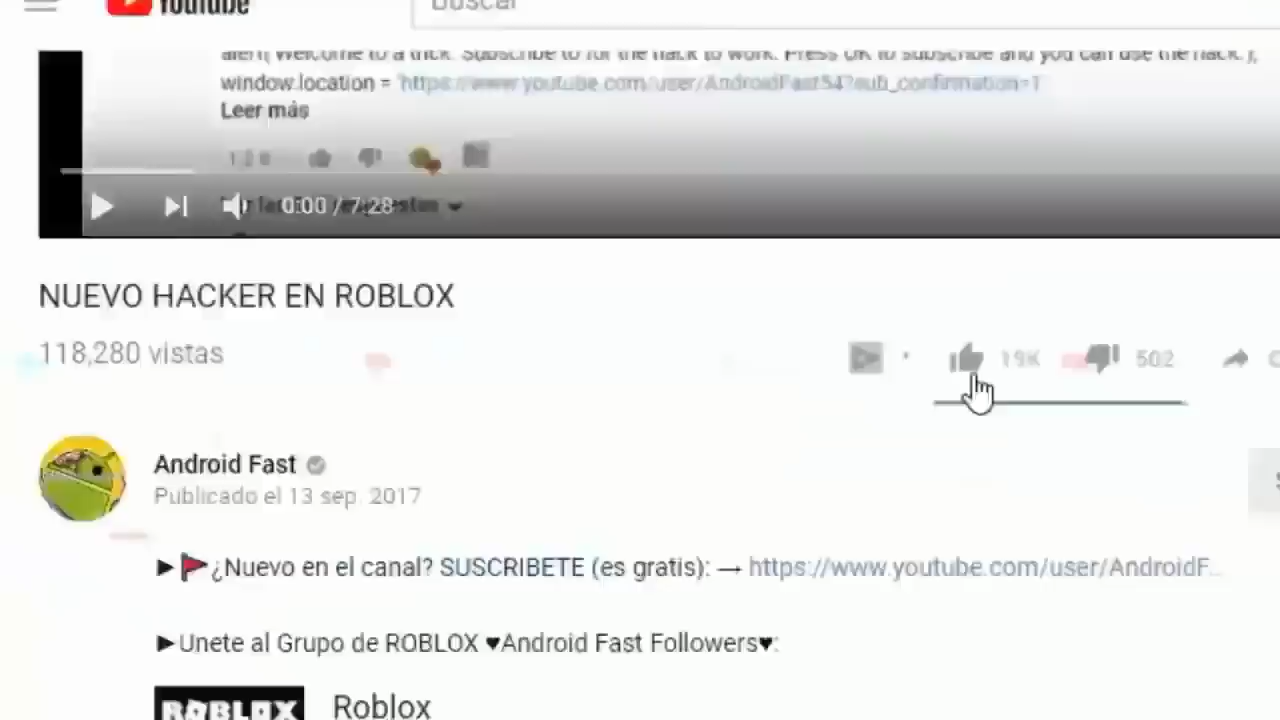 YouTube
Buscar
alert( Welcome to a trick. Subscribe to for the hack to work. Press OK to subscribe and you can use the hack. );
window.location = 'https://www.youtube.com/user/AndroidFast54?sub_confirmation=1'
Leer más
128
0:00 / 7:28
NUEVO HACKER EN ROBLOX
118,280 vistas
19K 502
Android Fast
Publicado el 13 sep. 2017
►🚩¿Nuevo en el canal? SUSCRIBETE (es gratis): → https://www.youtube.com/user/AndroidF...
►Unete al Grupo de ROBLOX ♥Android Fast Followers♥:
ROBLOX Roblox